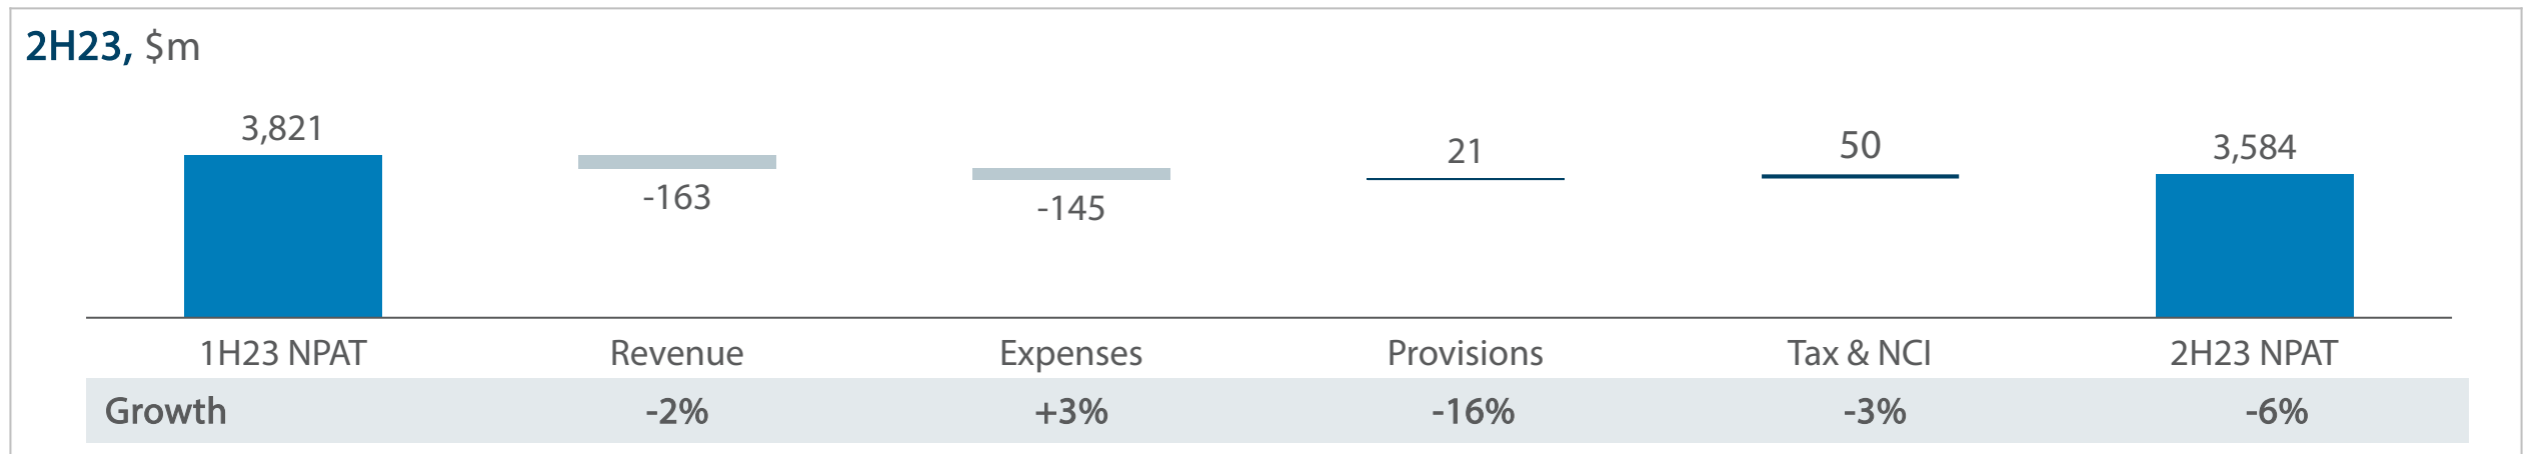 2H23, $m
3,821
-163
-145
21
50
3,584
1H23 NPAT
Revenue
Expenses
Provisions
Tax & NCI
2H23 NPAT
Growth
-2%
+3%
-16%
-3%
-6%